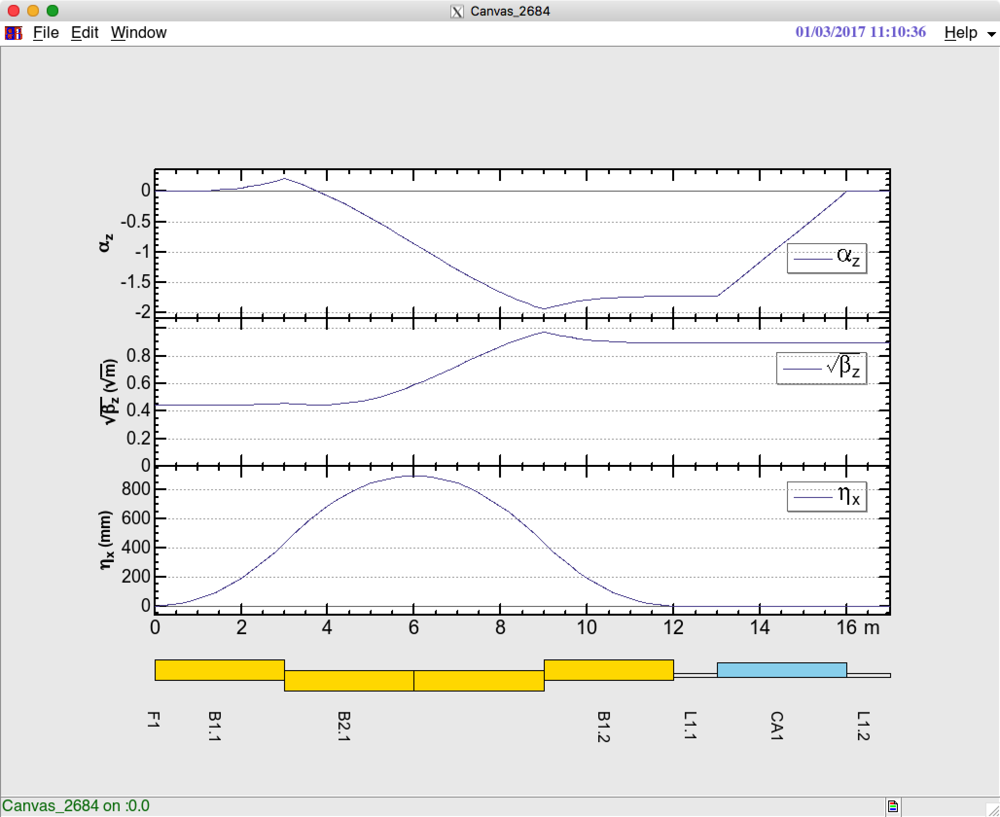 Canvas_2684
File Edit Window 01/03/2017 11:10:36 Help
0
-0.5
-1
-1.5
-2
αz
αz
0.8
0.6
0.4
0.2
0
√βz (√m)
√βz
800
600
400
200
0
ηx (mm)
ηx
0 2 4 6 8 10 12 14 16 m
F1 B1.1 B2.1 B1.2 L1.1 CA1 L1.2
Canvas_2684 on :0.0